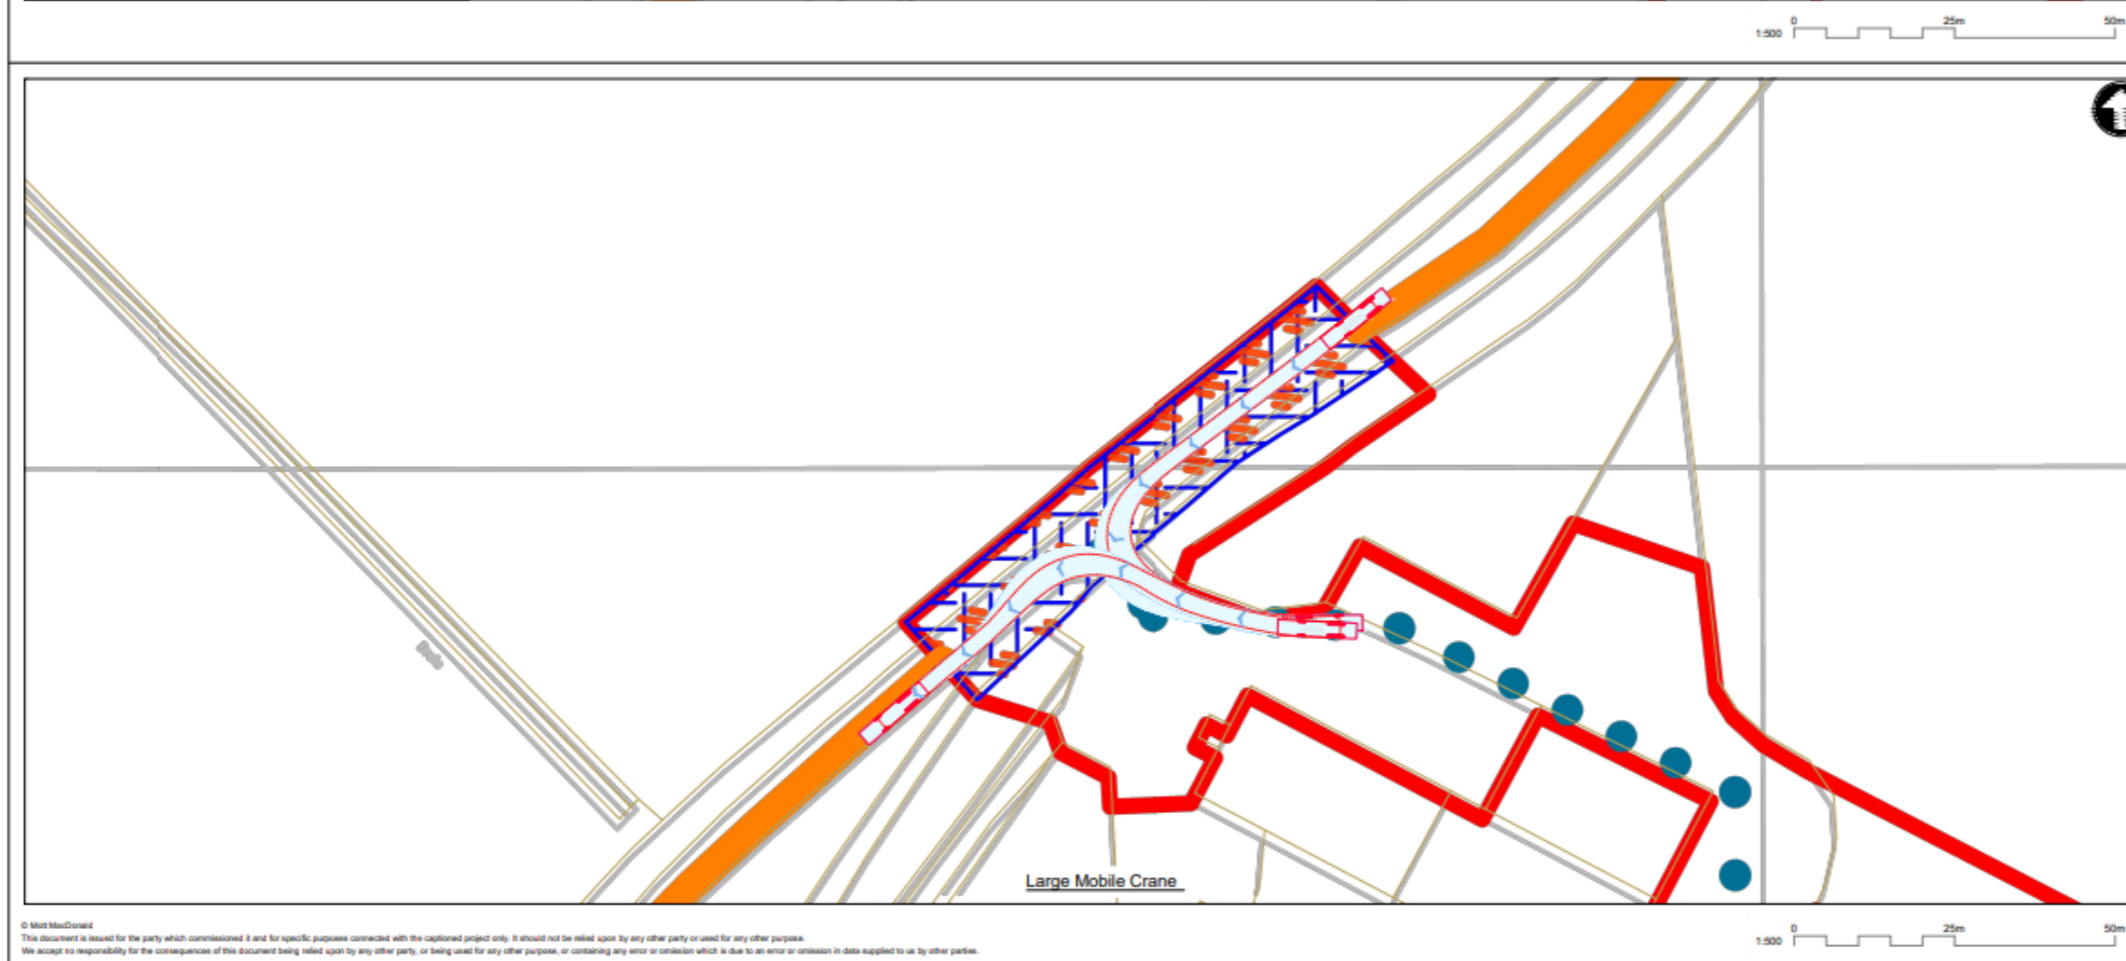 0 25m 50m
1:500
Large Mobile Crane
© Mott MacDonald
This document is issued for the party which commissioned it and for specific purposes connected with the captioned project only. It should not be relied upon by any other party or used for any other purpose.
We accept no responsibility for the consequences of this document being relied upon by any other party, or being used for any other purpose, or containing any error or omission which is due to an error or omission in data supplied to us by other parties.
0 25m 50m
1:500